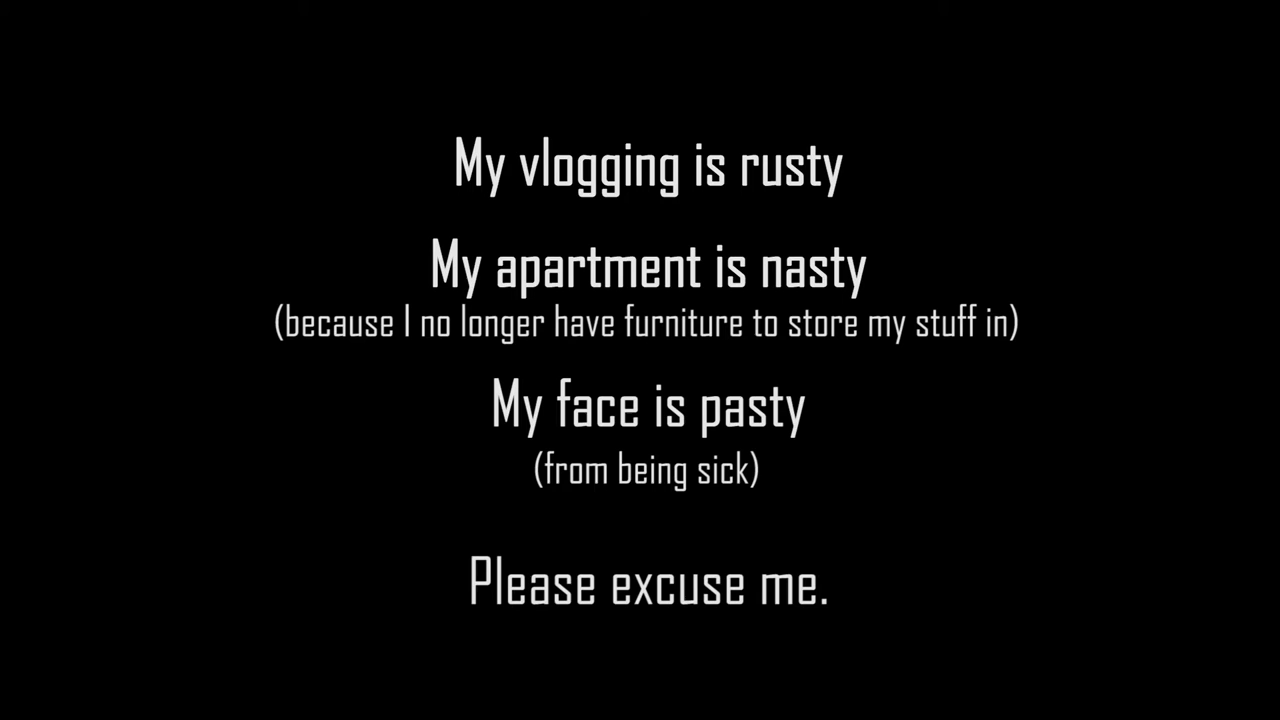 My vlogging is rusty
My apartment is nasty
(because I no longer have furniture to store my stuff in)
My face is pasty
(from being sick)
Please excuse me.